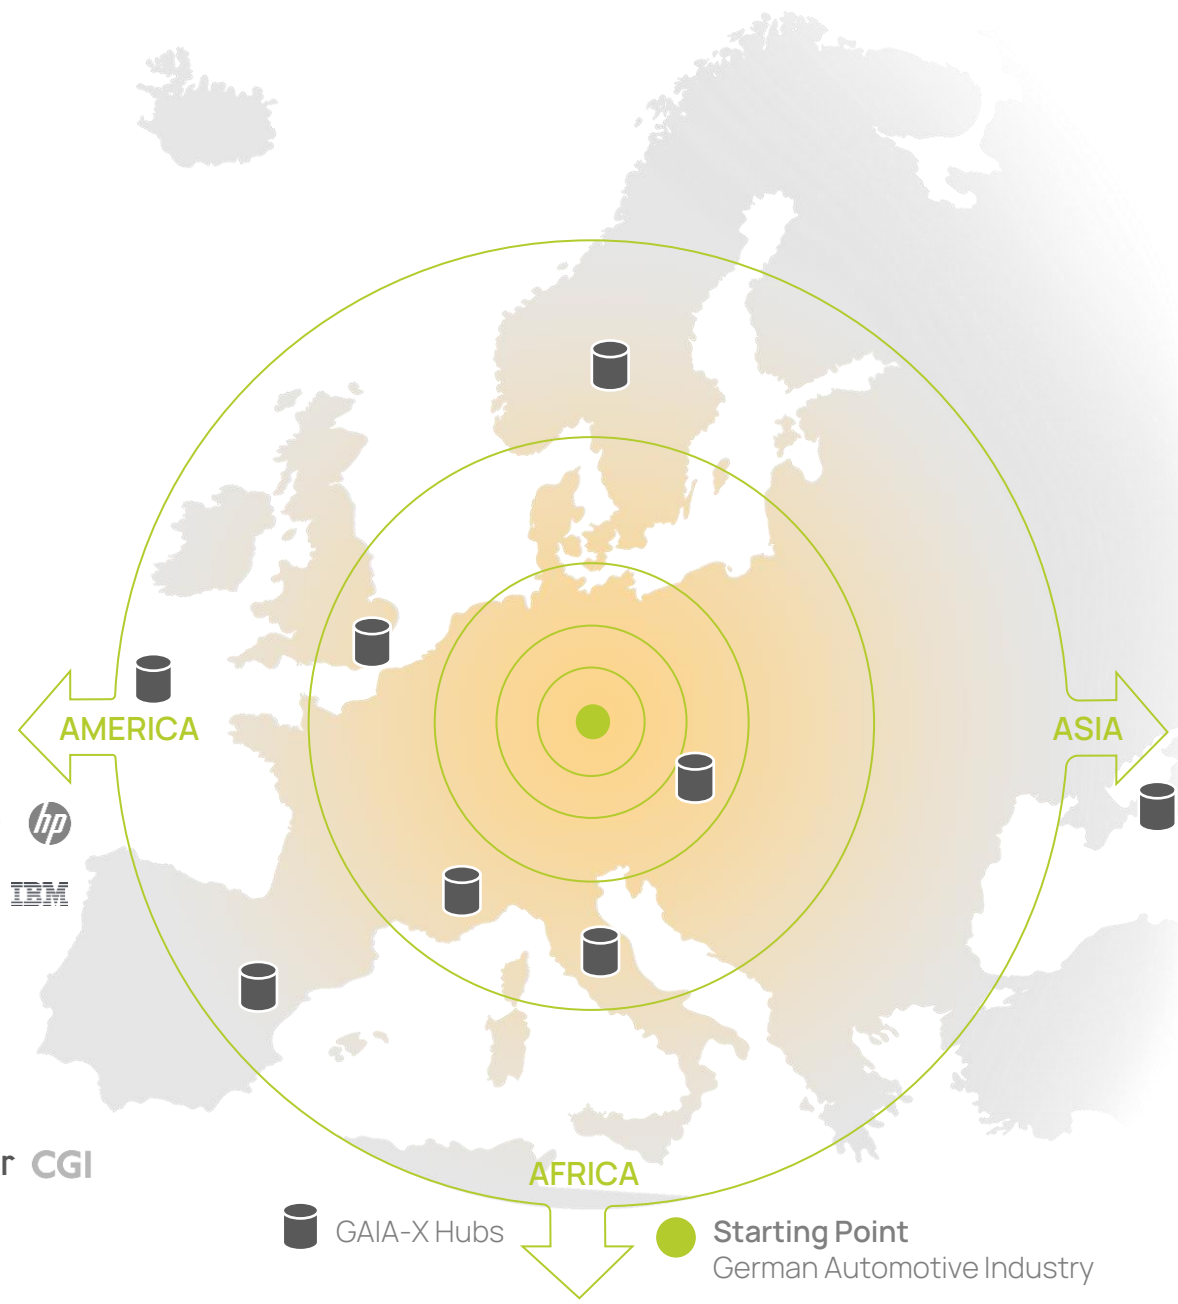 AMERICA
ASIA
hp
IBM
r CGI
AFRICA
GAIA-X Hubs
Starting Point
German Automotive Industry